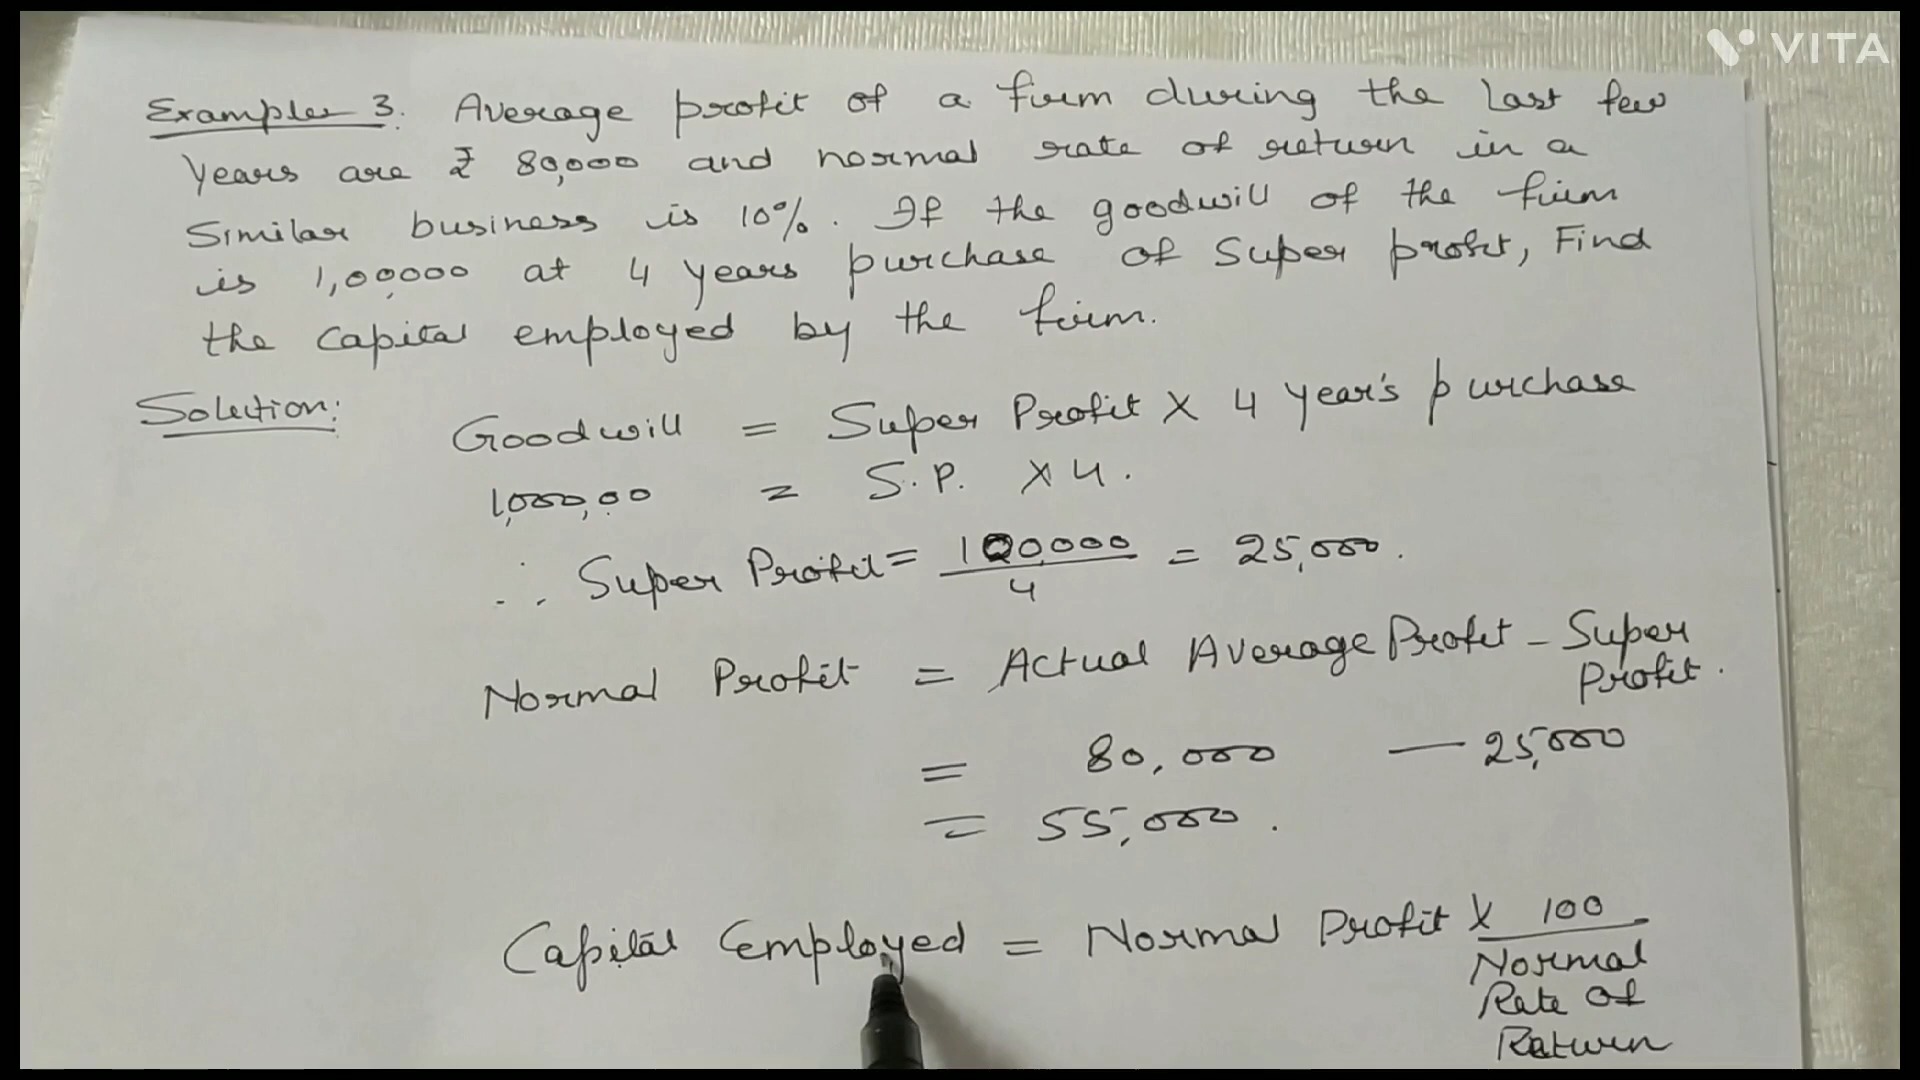 VITA
Example 3. Average profit of a firm during the last few
years are ₹ 80,000 and normal rate of return in a
Similar business is 10%. If the goodwill of the firm
is 1,00,000 at 4 years purchase of Super profit, Find
the capital employed by the firm.
Solution:
Goodwill = Super Profit X 4 year's purchase
1,000,00 = S.P. X 4.
∴ Super Profit = 100,000 / 4 = 25,000.
Normal Profit = Actual Average Profit - Super Profit.
= 80,000 — 25,000
= 55,000.
Capital Employed = Normal Profit X 100 / Normal Rate of Return